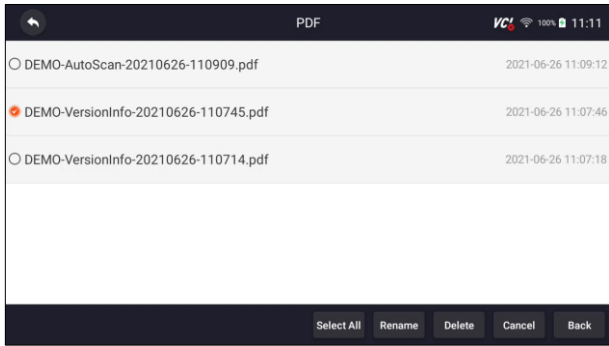 PDF VC! 100% 11:11
DEMO-AutoScan-20210626-110909.pdf 2021-06-26 11:09:12
DEMO-VersionInfo-20210626-110745.pdf 2021-06-26 11:07:46
DEMO-VersionInfo-20210626-110714.pdf 2021-06-26 11:07:18
Select All Rename Delete Cancel Back